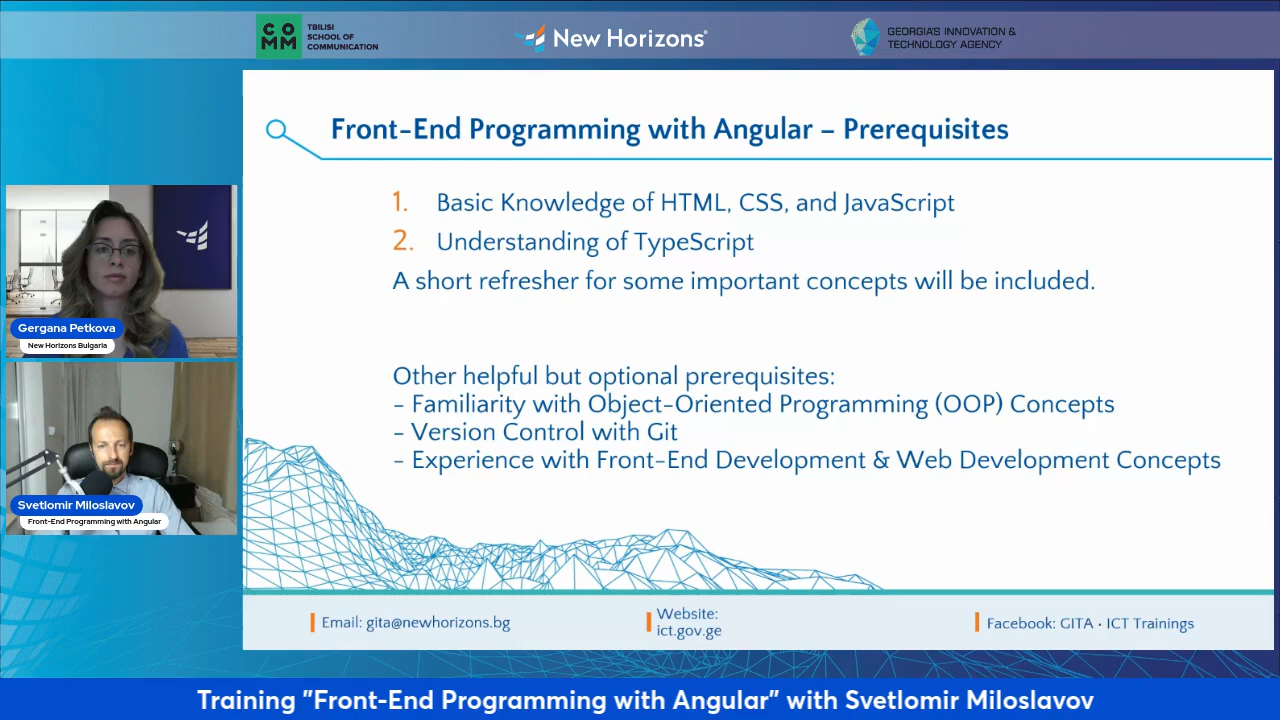 COMM
TBILISI
SCHOOL OF
COMMUNICATION
New Horizons®
GEORGIA'S INNOVATION &
TECHNOLOGY AGENCY
Front-End Programming with Angular – Prerequisites
1. Basic Knowledge of HTML, CSS, and JavaScript
2. Understanding of TypeScript
A short refresher for some important concepts will be included.
Other helpful but optional prerequisites:
- Familiarity with Object-Oriented Programming (OOP) Concepts
- Version Control with Git
- Experience with Front-End Development & Web Development Concepts
Gergana Petkova
New Horizons Bulgaria
Svetlomir Miloslavov
Front-End Programming with Angular
Email: gita@newhorizons.bg
Website:
ict.gov.ge
Facebook: GITA · ICT Trainings
Training "Front-End Programming with Angular" with Svetlomir Miloslavov